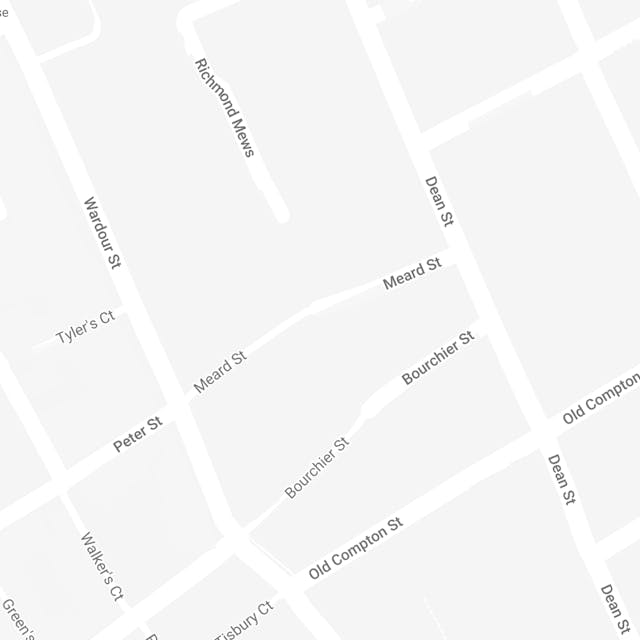 Richmond Mews
Dean St
Wardour St
Meard St
Tyler's Ct
Meard St
Bourchier St
Old Compton
Peter St
Bourchier St
Dean St
Old Compton St
Walker's Ct
Green's
Tisbury Ct
Dean St